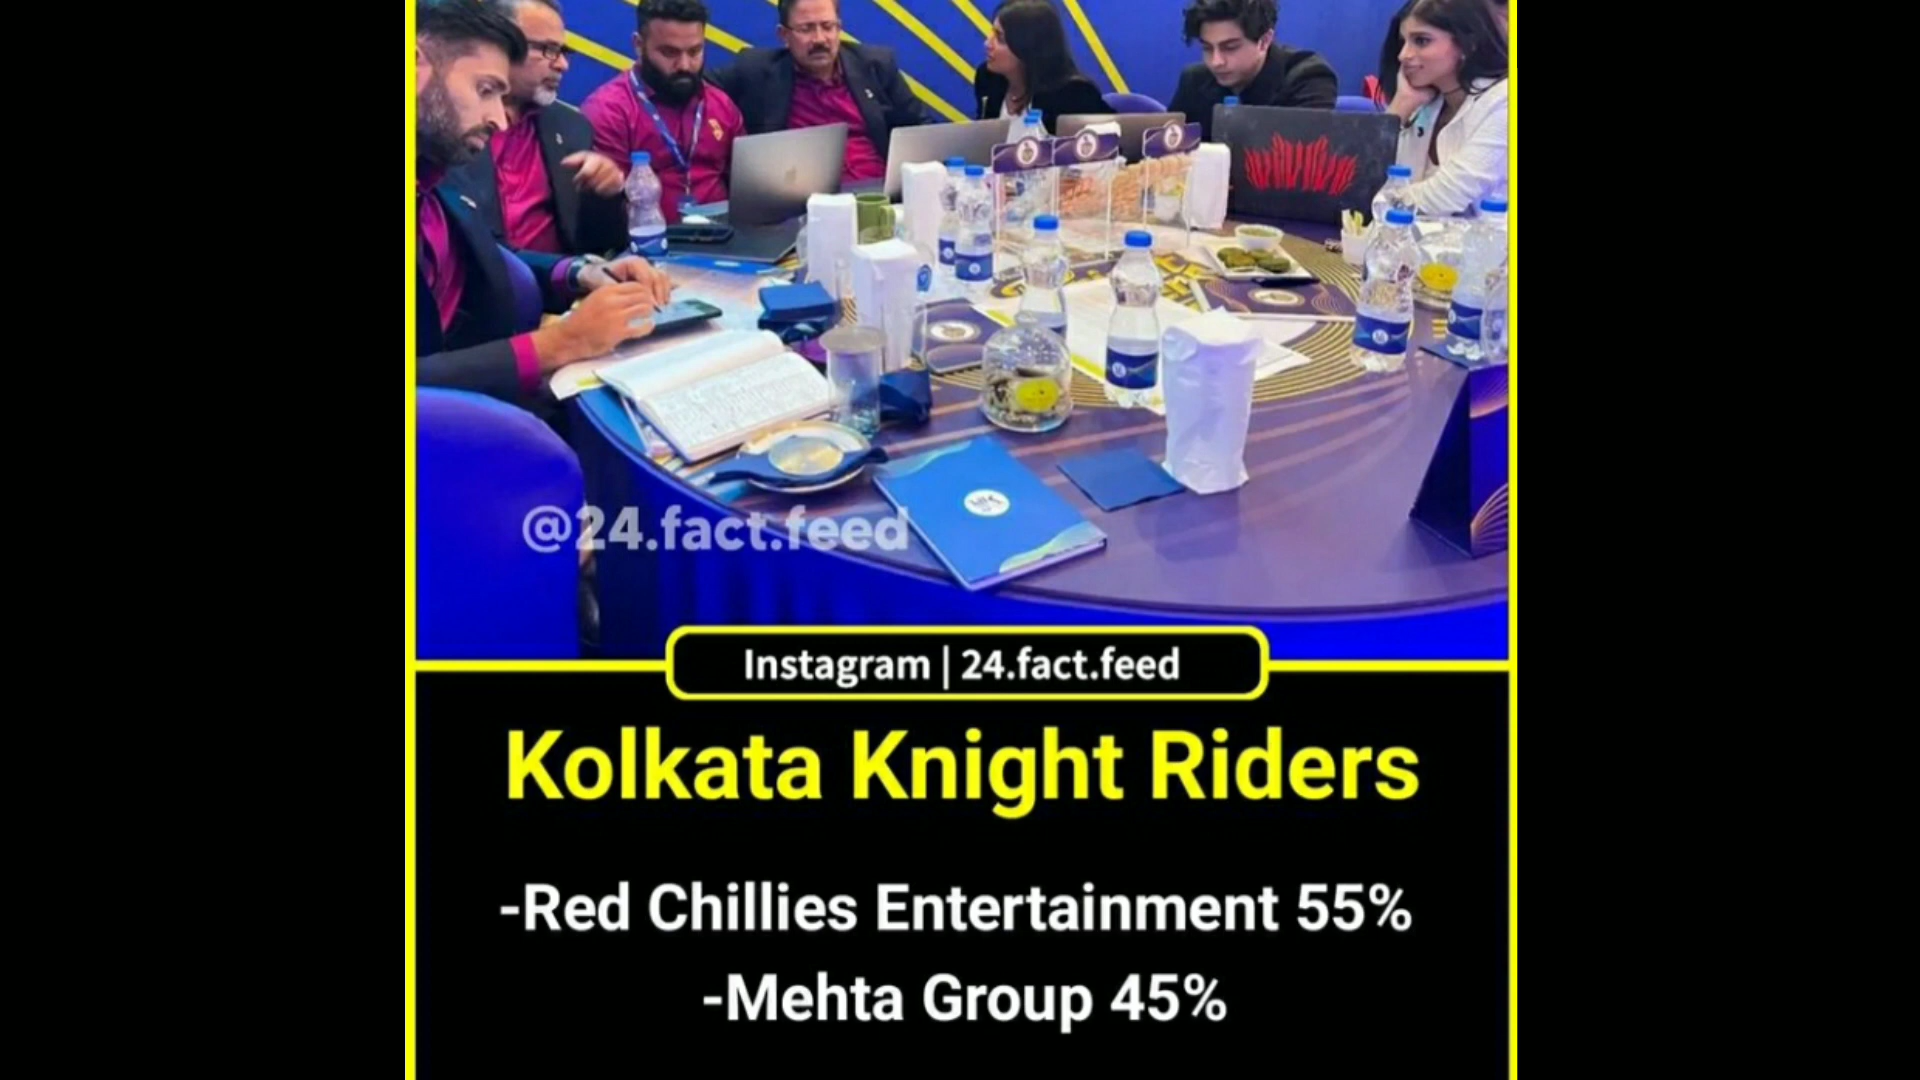 @24.fact.feed
Instagram | 24.fact.feed
Kolkata Knight Riders
-Red Chillies Entertainment 55%
-Mehta Group 45%